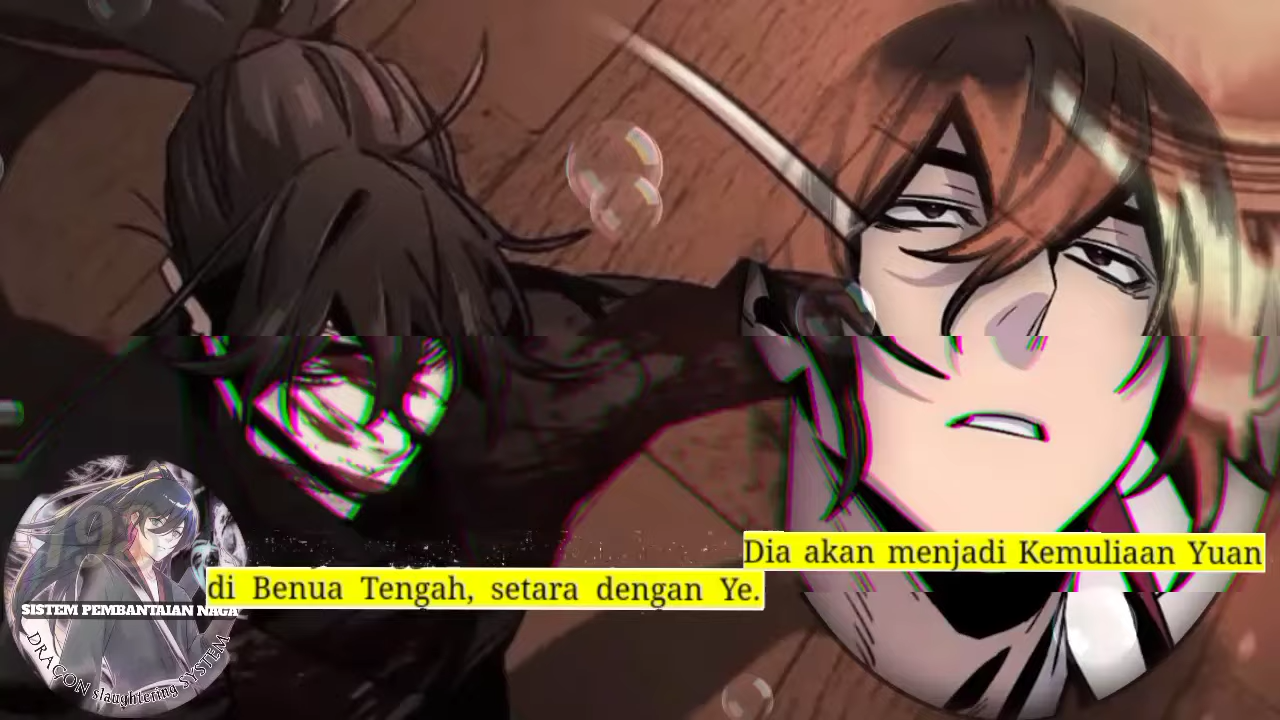 Dia akan menjadi Kemuliaan Yuan
di Benua Tengah, setara dengan Ye.
SISTEM PEMBANTAIAN NAGA
DRAGON slaughtering SYSTEM